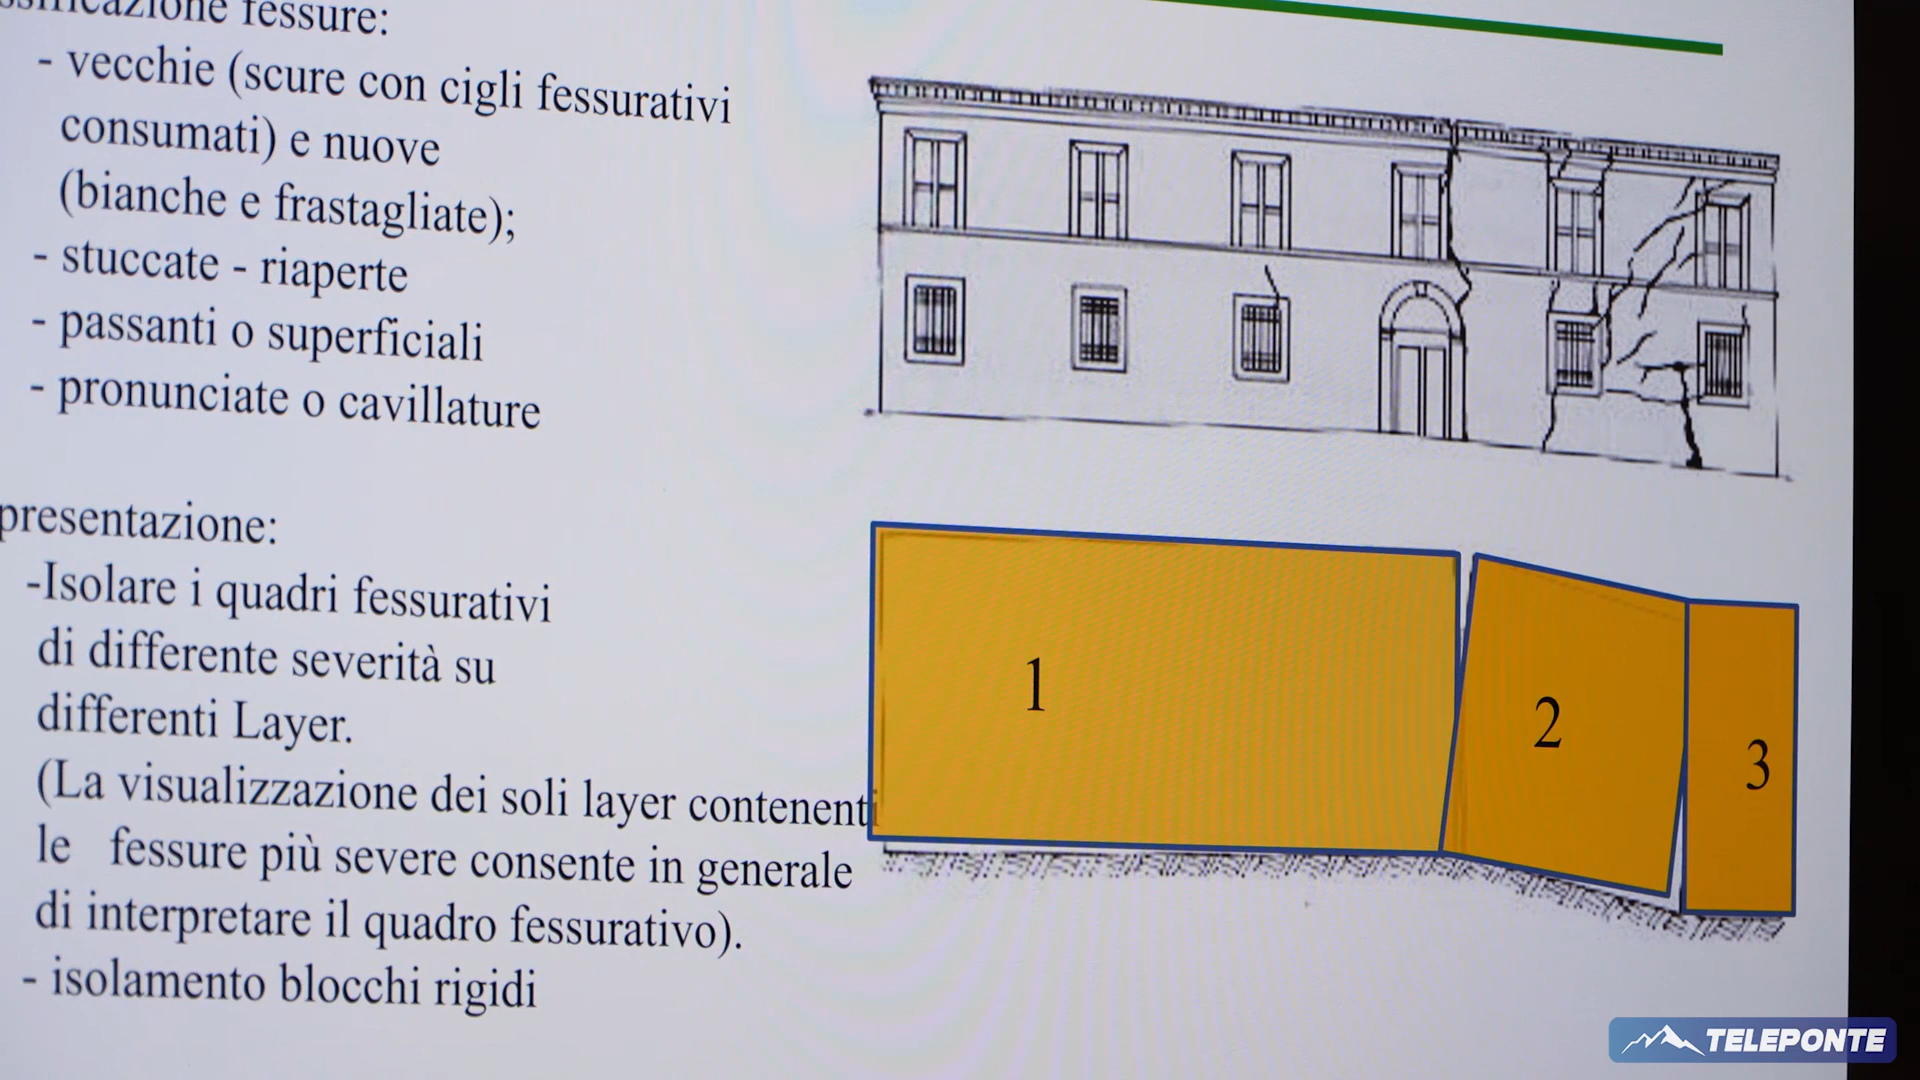 ssificazione fessure:
- vecchie (scure con cigli fessurativi
consumati) e nuove
(bianche e frastagliate);
- stuccate - riaperte
- passanti o superficiali
- pronunciate o cavillature
presentazione:
-Isolare i quadri fessurativi
di differente severità su
differenti Layer.
(La visualizzazione dei soli layer contenenti
le fessure più severe consente in generale
di interpretare il quadro fessurativo).
- isolamento blocchi rigidi
1
2
3
TELEPONTE